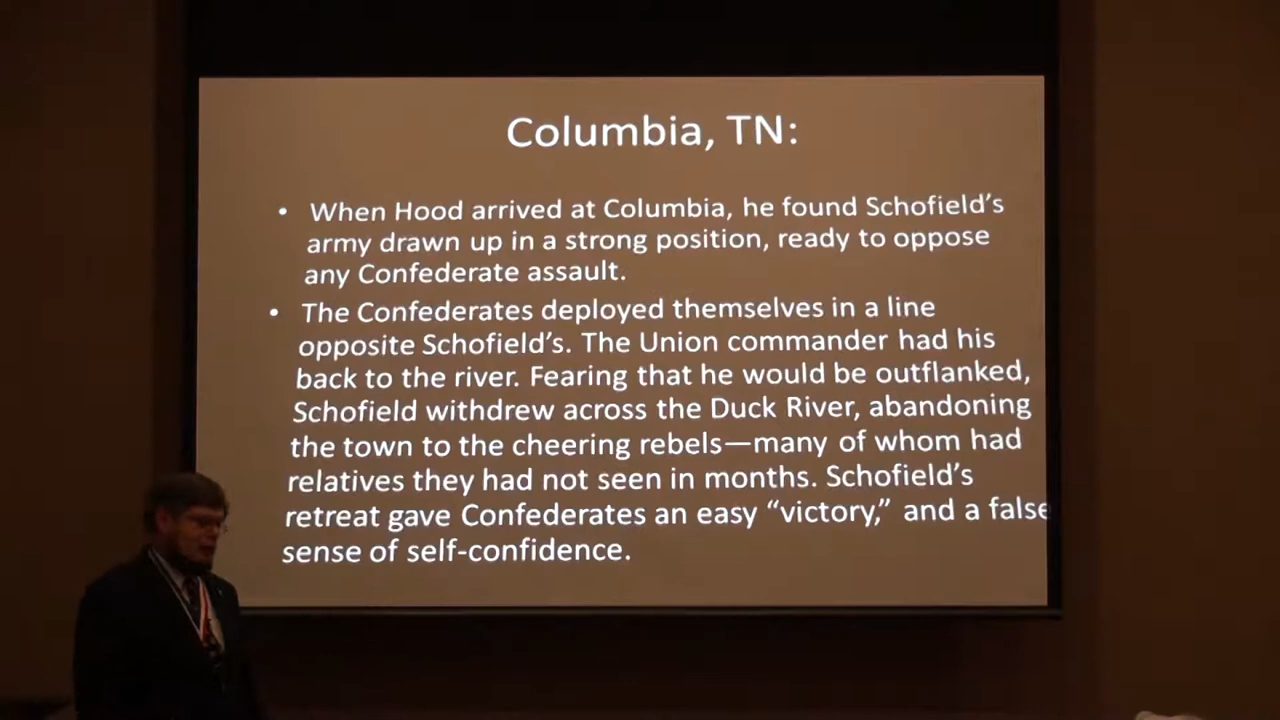 Columbia, TN:
• When Hood arrived at Columbia, he found Schofield's
army drawn up in a strong position, ready to oppose
any Confederate assault.
• The Confederates deployed themselves in a line
opposite Schofield's. The Union commander had his
back to the river. Fearing that he would be outflanked,
Schofield withdrew across the Duck River, abandoning
the town to the cheering rebels—many of whom had
relatives they had not seen in months. Schofield's
retreat gave Confederates an easy “victory,” and a false
sense of self-confidence.